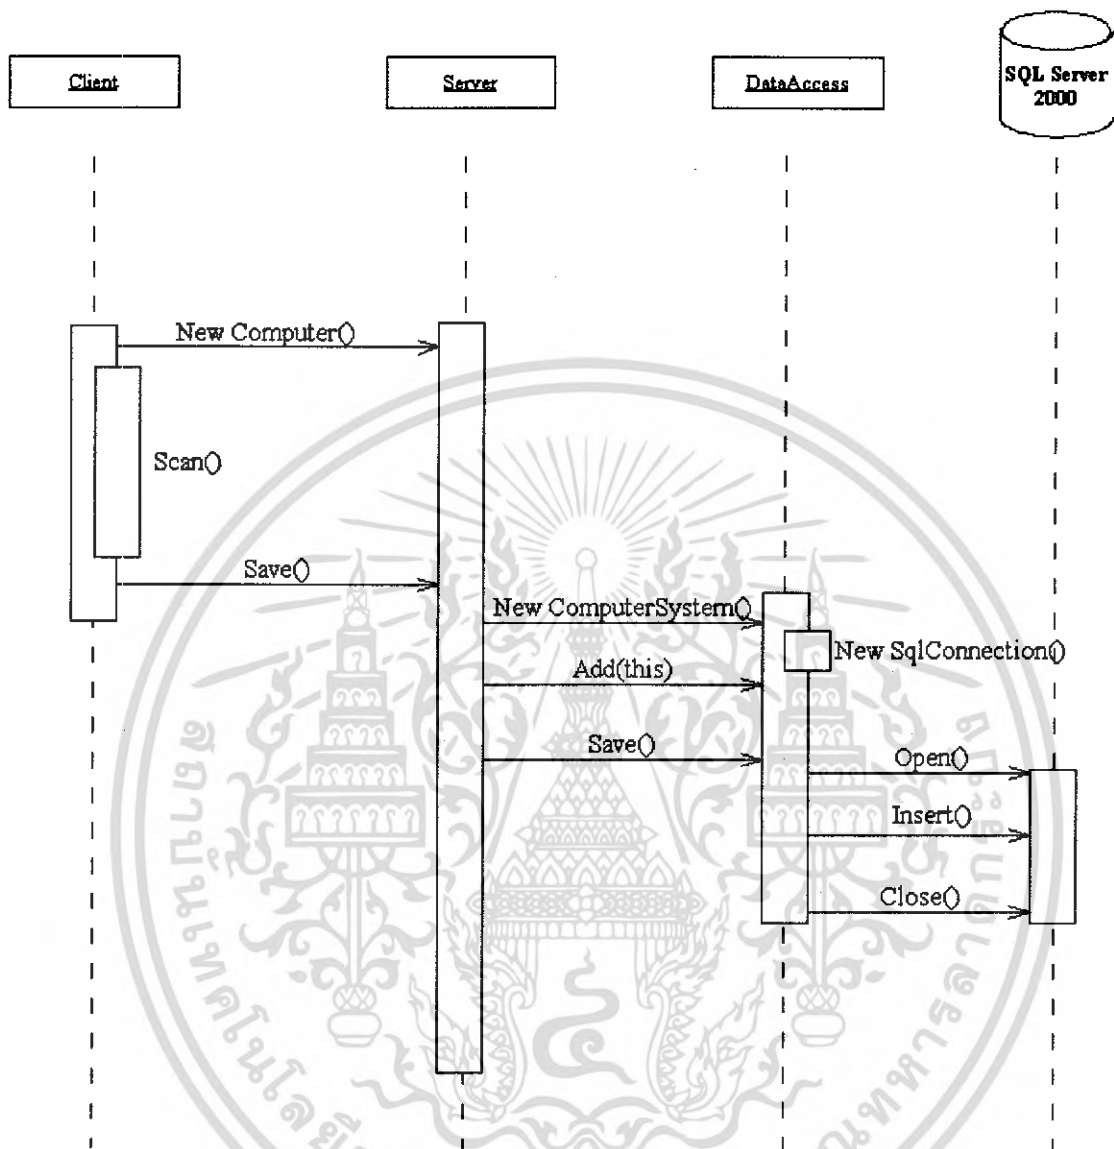 Client
Server
DataAccess
SQL Server
2000
New Computer()
Scan()
Save()
New ComputerSystem()
New SqlConnection()
Add(this)
Save()
Open()
Insert()
Close()